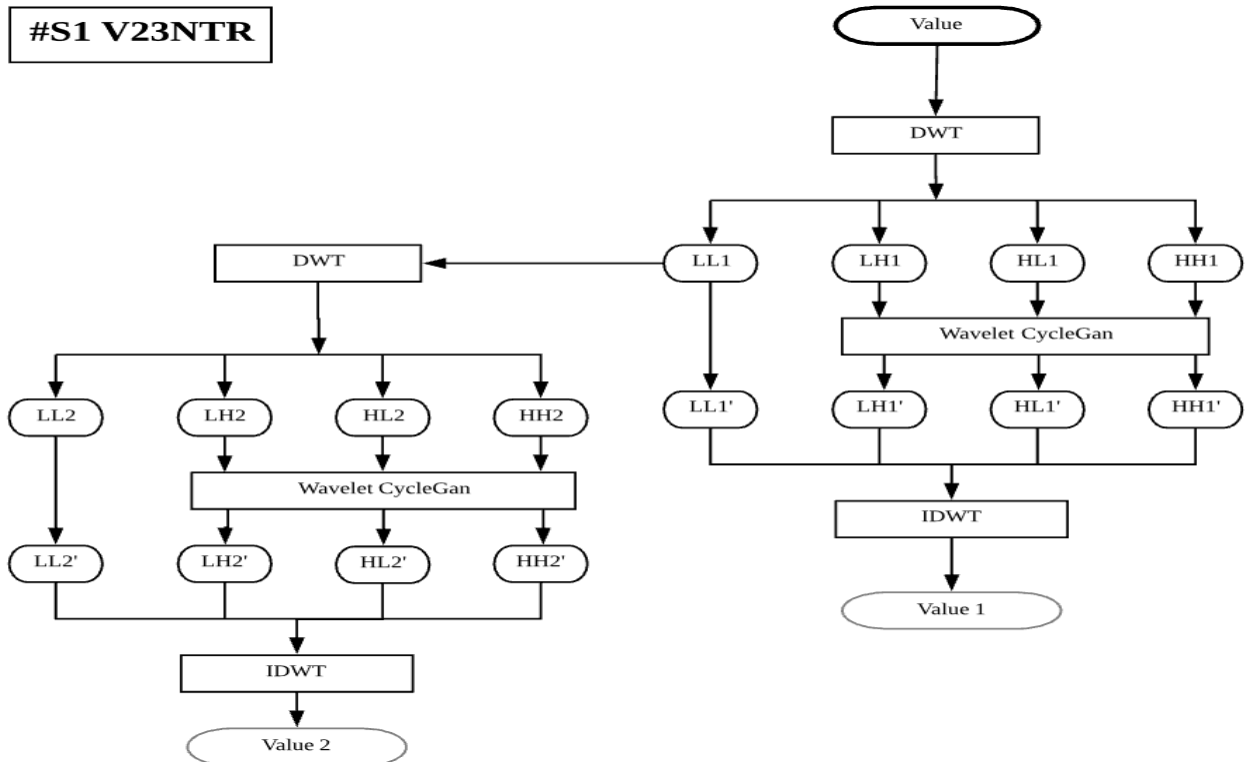 #S1 V23NTR
Value
DWT
LL1
LH1
HL1
HH1
DWT
Wavelet CycleGan
LL1'
LH1'
HL1'
HH1'
LL2
LH2
HL2
HH2
Wavelet CycleGan
IDWT
LL2'
LH2'
HL2'
HH2'
Value 1
IDWT
Value 2